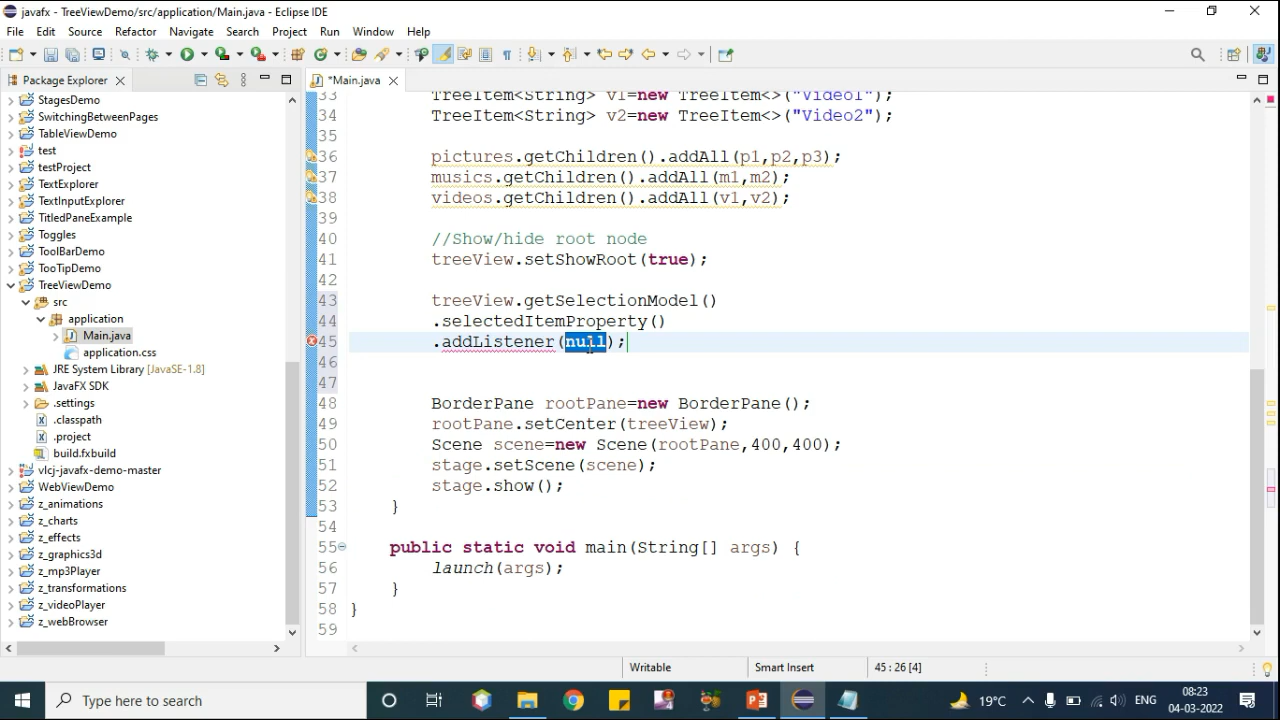 javafx - TreeViewDemo/src/application/Main.java - Eclipse IDE
File Edit Source Refactor Navigate Search Project Run Window Help
Package Explorer
*Main.java
StagesDemo
SwitchingBetweenPages
TableViewDemo
test
testProject
TextExplorer
TextInputExplorer
TitledPaneExample
Toggles
ToolBarDemo
TooTipDemo
TreeViewDemo
src
application
Main.java
application.css
JRE System Library [JavaSE-1.8]
JavaFX SDK
.settings
.classpath
.project
build.fxbuild
vlcj-javafx-demo-master
WebViewDemo
z_animations
z_charts
z_effects
z_graphics3d
z_mp3Player
z_transformations
z_videoPlayer
z_webBrowser
33 TreeItem<String> v1=new TreeItem<>("Video1");
34 TreeItem<String> v2=new TreeItem<>("Video2");
35
36 pictures.getChildren().addAll(p1,p2,p3);
37 musics.getChildren().addAll(m1,m2);
38 videos.getChildren().addAll(v1,v2);
39
40 //Show/hide root node
41 treeView.setShowRoot(true);
42
43 treeView.getSelectionModel()
44 .selectedItemProperty()
45 .addListener(null);
46
47
48 BorderPane rootPane=new BorderPane();
49 rootPane.setCenter(treeView);
50 Scene scene=new Scene(rootPane,400,400);
51 stage.setScene(scene);
52 stage.show();
53 }
54
55 public static void main(String[] args) {
56 launch(args);
57 }
58 }
59
Writable Smart Insert 45 : 26 [4]
Type here to search
19°C ENG 08:23
04-03-2022